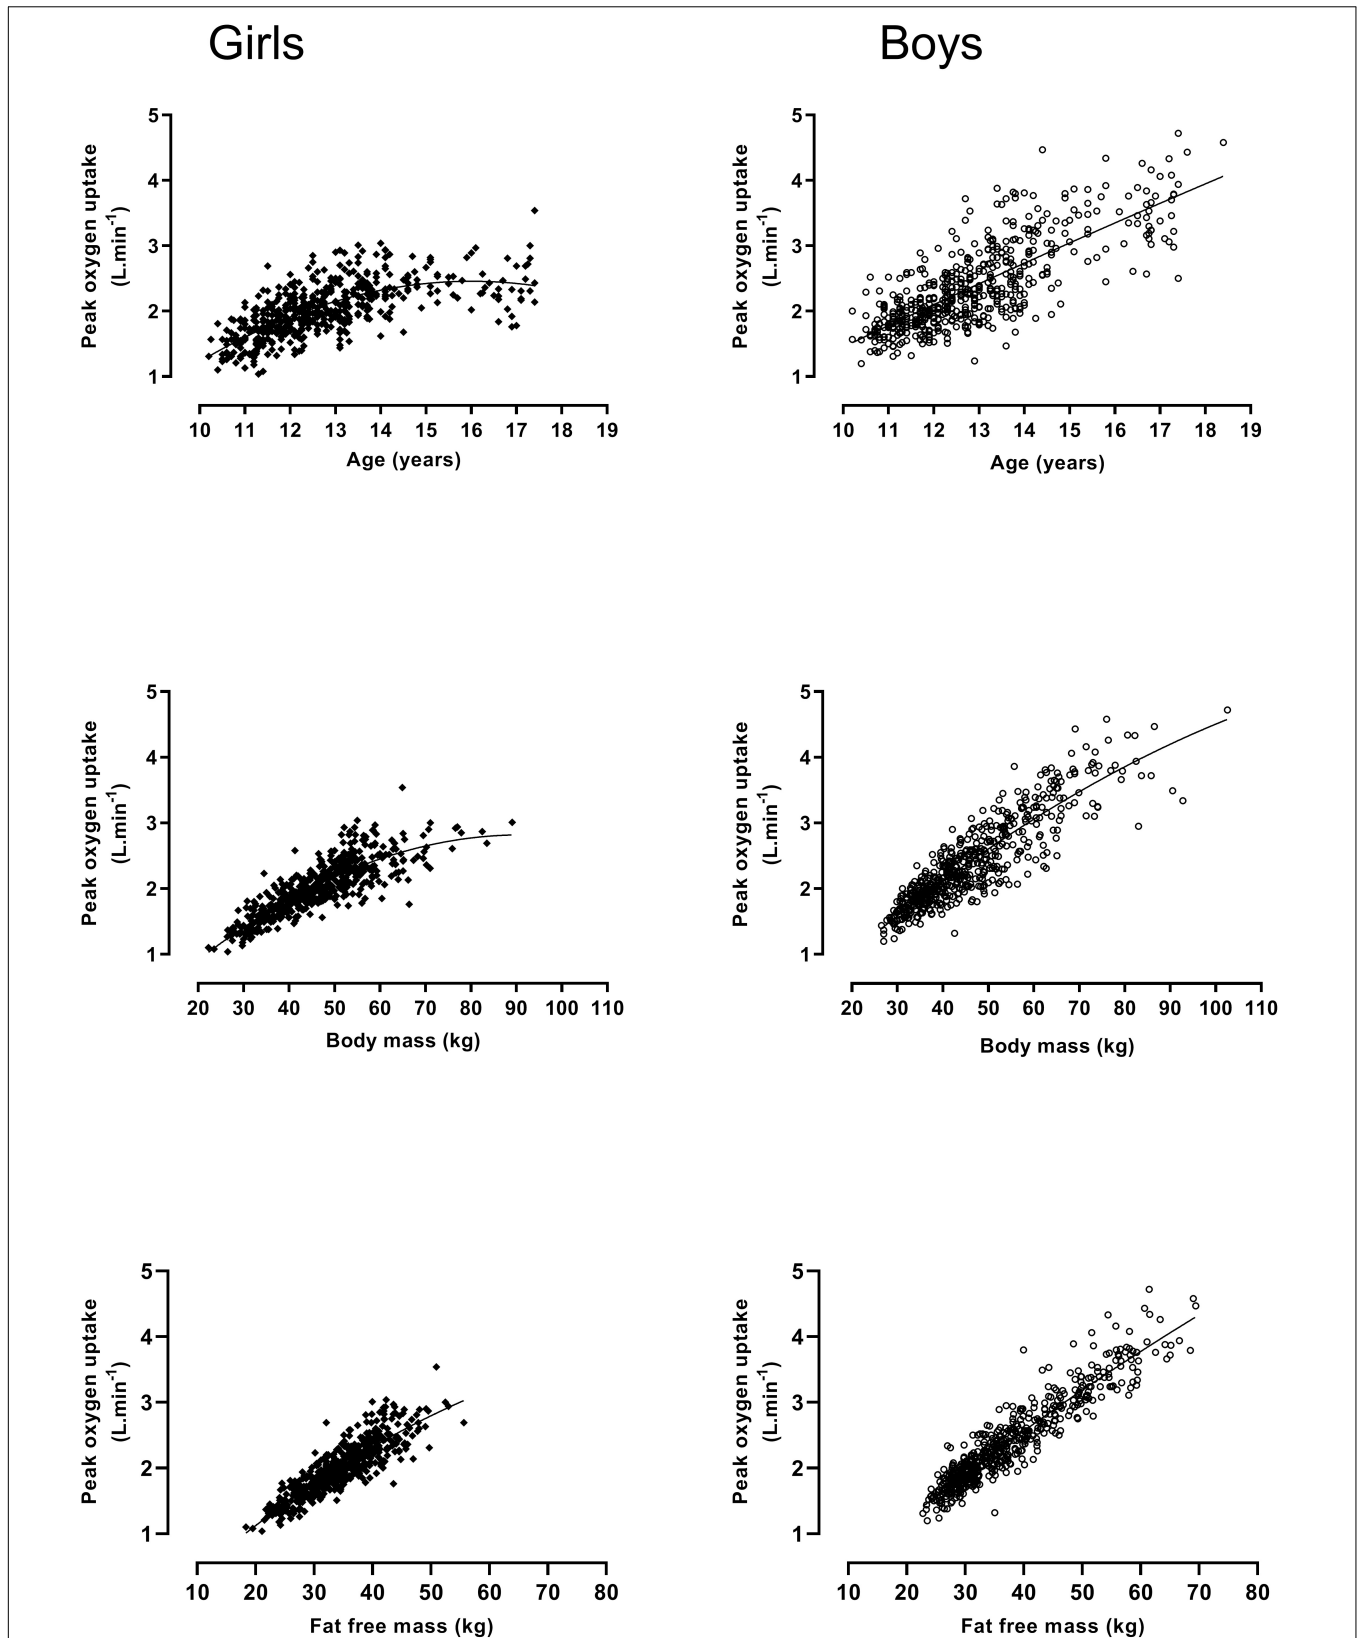 Girls
Boys
5
4
3
2
1
Peak oxygen uptake
(L.min-1)
10 11 12 13 14 15 16 17 18 19
Age (years)
5
4
3
2
1
Peak oxygen uptake
(L.min-1)
10 11 12 13 14 15 16 17 18 19
Age (years)
5
4
3
2
1
Peak oxygen uptake
(L.min-1)
20 30 40 50 60 70 80 90 100 110
Body mass (kg)
5
4
3
2
1
Peak oxygen uptake
(L.min-1)
20 30 40 50 60 70 80 90 100 110
Body mass (kg)
5
4
3
2
1
Peak oxygen uptake
(L.min-1)
10 20 30 40 50 60 70 80
Fat free mass (kg)
5
4
3
2
1
Peak oxygen uptake
(L.min-1)
10 20 30 40 50 60 70 80
Fat free mass (kg)